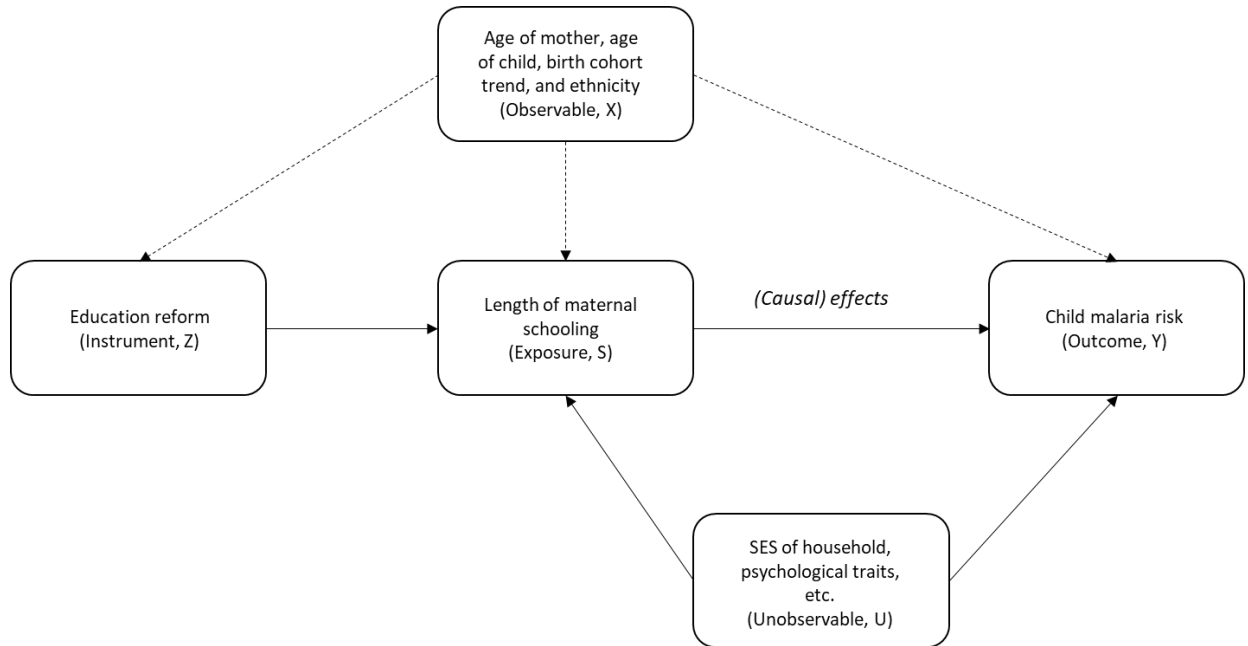 Age of mother, age
of child, birth cohort
trend, and ethnicity
(Observable, X)
Education reform
(Instrument, Z)
Length of maternal
schooling
(Exposure, S)
(Causal) effects
Child malaria risk
(Outcome, Y)
SES of household,
psychological traits,
etc.
(Unobservable, U)